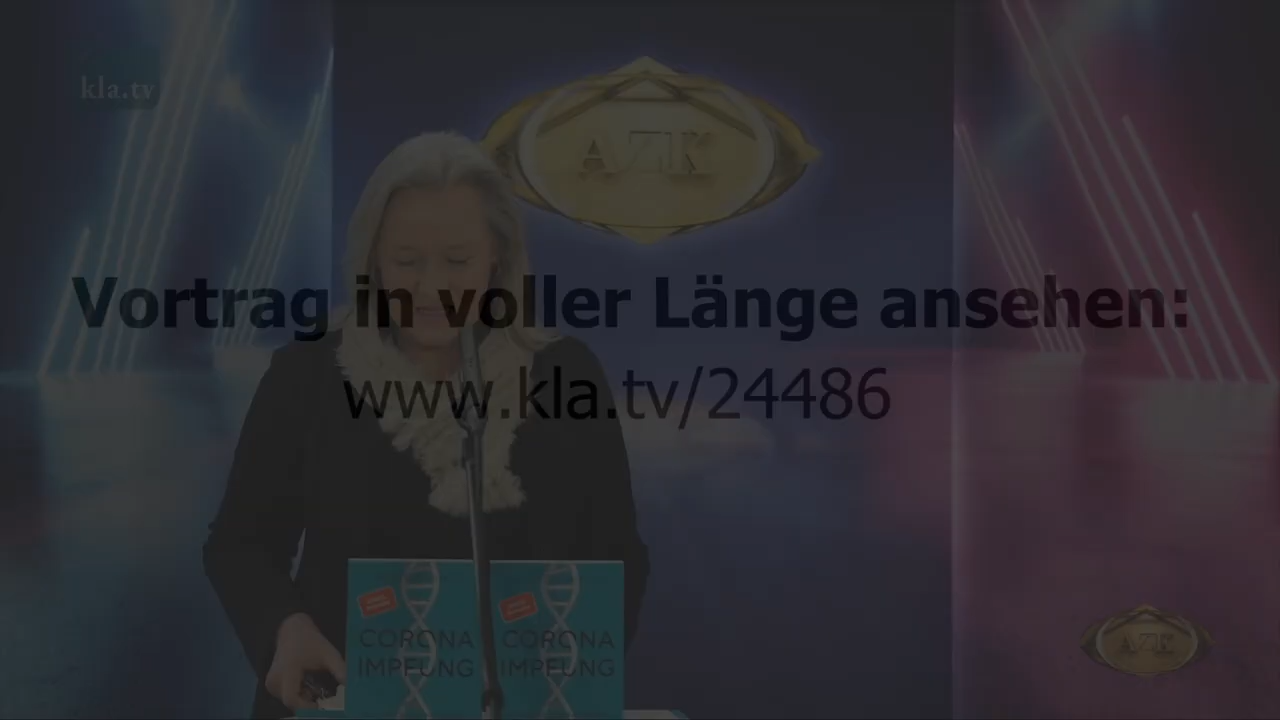 kla.tv
AZK
Vortrag in voller Länge ansehen:
www.kla.tv/24486
CORONA
IMPFUNG
CORONA
IMPFUNG
AZK